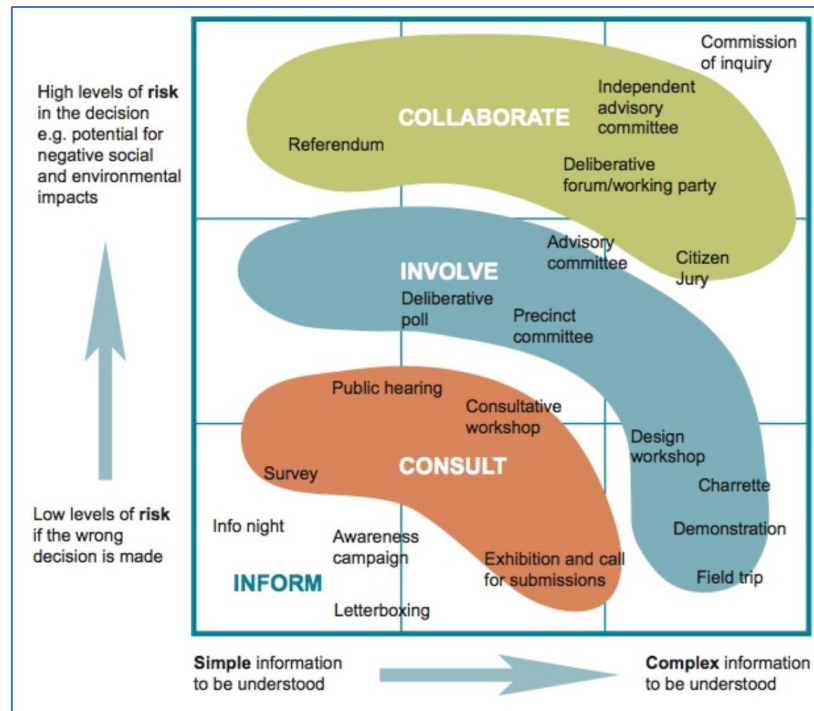 Commission
of inquiry
High levels of risk
in the decision
e.g. potential for
negative social
and environmental
impacts
Independent
advisory
committee
COLLABORATE
Referendum
Deliberative
forum/working party
Advisory
committee
Citizen
Jury
INVOLVE
Deliberative
poll
Precinct
committee
Public hearing
Consultative
workshop
Design
workshop
CONSULT
Survey
Charrette
Low levels of risk
if the wrong
decision is made
Info night
Awareness
campaign
Demonstration
Exhibition and call
for submissions
Field trip
INFORM
Letterboxing
Simple information
to be understood
Complex information
to be understood